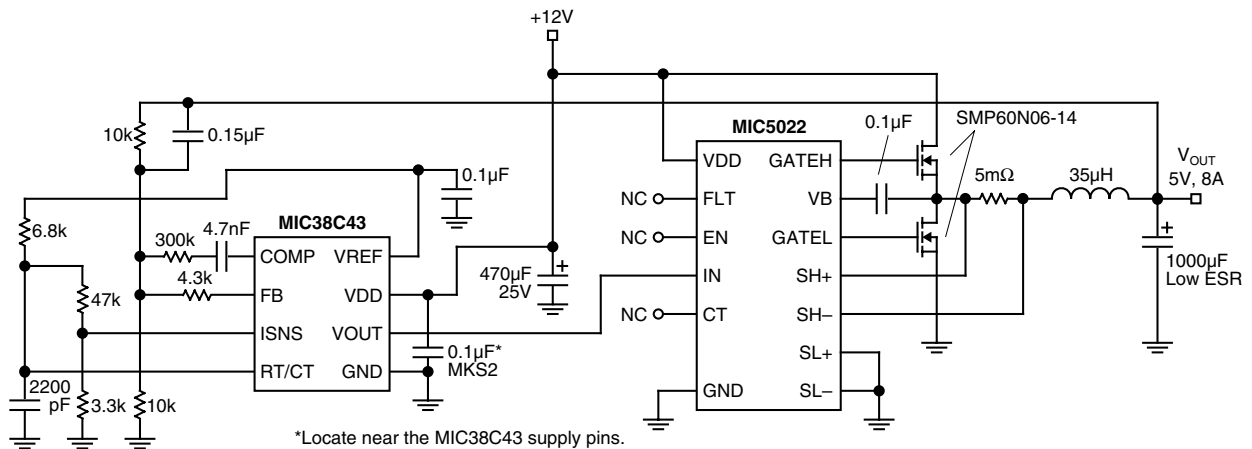 +12V
10k
0.15µF
MIC5022
0.1µF
SMP60N06-14
VDD
GATEH
VOUT
5V, 8A
5mΩ
35µH
FLT
VB
NC
EN
GATEL
NC
IN
SH+
CT
SH–
NC
SL+
GND
SL–
1000µF
Low ESR
470µF
25V
0.1µF
MIC38C43
6.8k
300k
4.7nF
COMP
VREF
4.3k
FB
VDD
47k
ISNS
VOUT
RT/CT
GND
0.1µF*
MKS2
2200
pF
3.3k
10k
*Locate near the MIC38C43 supply pins.